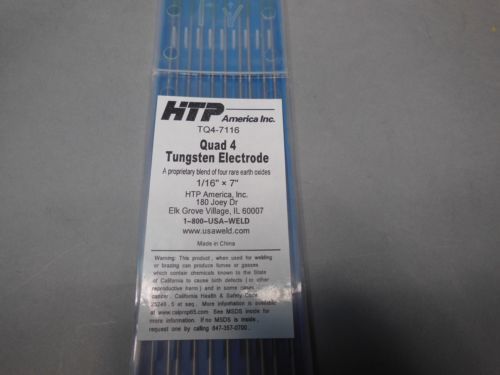 HTP America Inc.
TQ4-7116
Quad 4
Tungsten Electrode
A proprietary blend of four rare earth oxides
1/16" × 7"
HTP America, Inc.
180 Joey Dr
Elk Grove Village, IL 60007
1-800-USA-WELD
www.usaweld.com
Made in China
Warning: This product, when used for welding
or brazing can produce fumes or gasses
which contain chemicals known to the State
of California to cause birth defects (or other
reproductive harm) and in some cases,
cancer. California Health & Safety Code
25249.5 et seq. More information is available
at www.calprop65.com. See MSDS inside for
more information. If no MSDS is inside,
request one by calling 847-357-0700.